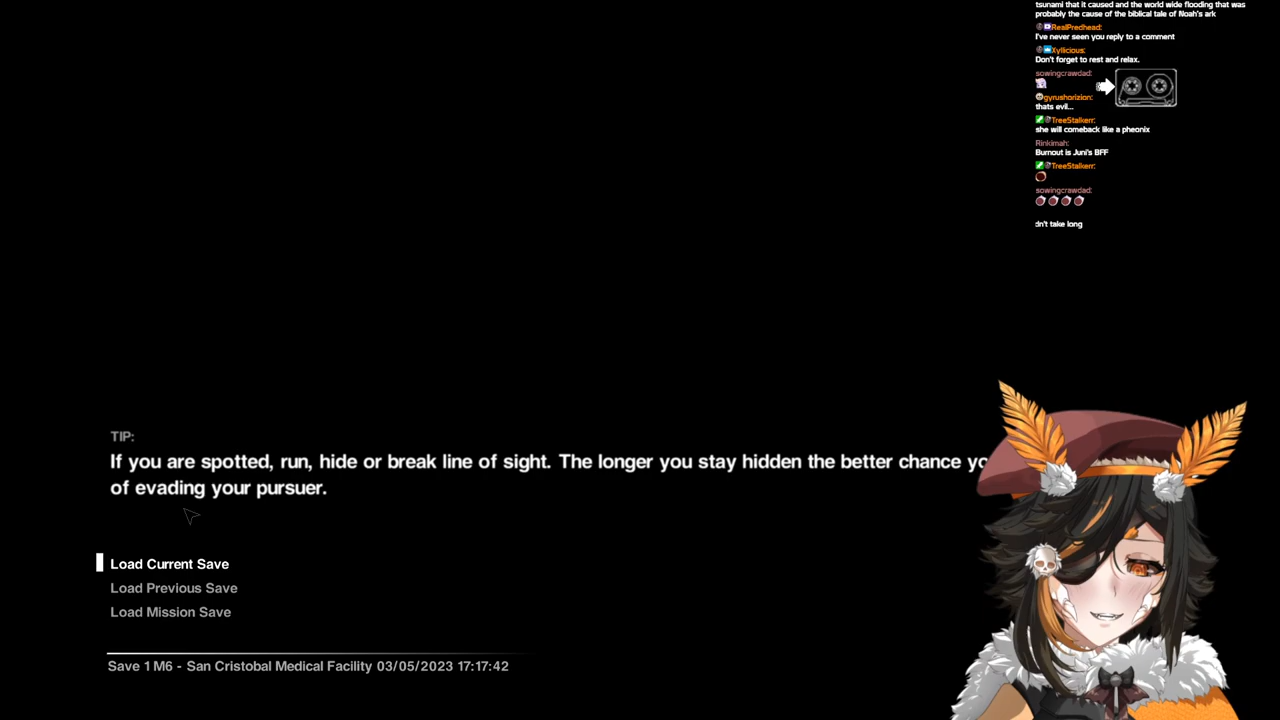 tsunami that it caused and the world wide flooding that was
probably the cause of the biblical tale of Noah's ark
RealPredhead:
I've never seen you reply to a comment
Xyllicious:
Don't forget to rest and relax.
sowingcrawdad:
gyrushorizion:
thats evil...
TreeStalkerr:
she will comeback like a pheonix
Rinkimah:
Burnout is Juni's BFF
TreeStalkerr:
sowingcrawdad:
dn't take long
TIP:
If you are spotted, run, hide or break line of sight. The longer you stay hidden the better chance
of evading your pursuer.
Load Current Save
Load Previous Save
Load Mission Save
Save 1 M6 - San Cristobal Medical Facility 03/05/2023 17:17:42